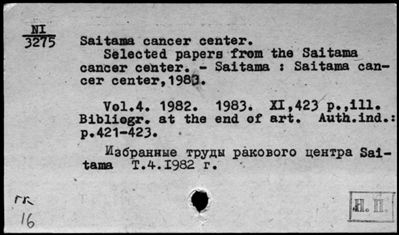 NI
3275
Saitama cancer center.
Selected papers from the Saitama
cancer center. - Saitama : Saitama can-
cer center,1983.
Vol.4. 1982. 1983. XI,423 p.,ill.
Bibliogr. at the end of art. Auth.ind.:
p.421-423.
Избранные труды ракового центра Sai-
tama Т.4.1982 г.
гк
16
Н. П.